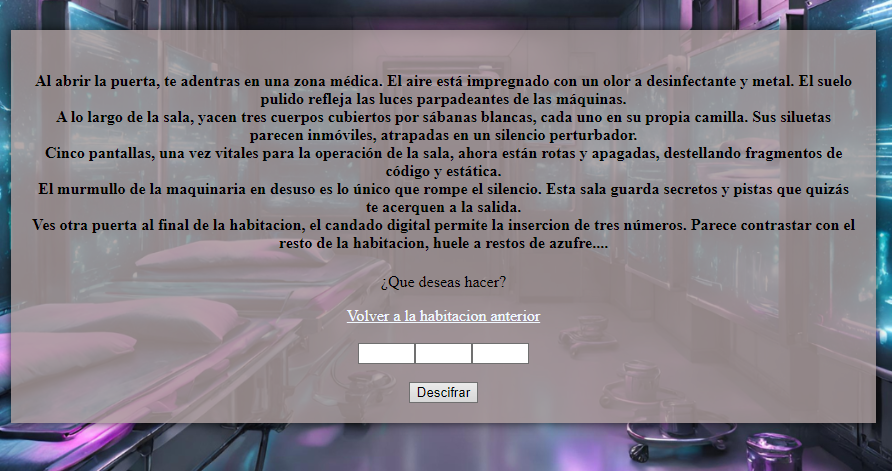 Al abrir la puerta, te adentras en una zona médica. El aire está impregnado con un olor a desinfectante y metal. El suelo
pulido refleja las luces parpadeantes de las máquinas.
A lo largo de la sala, yacen tres cuerpos cubiertos por sábanas blancas, cada uno en su propia camilla. Sus siluetas
parecen inmóviles, atrapadas en un silencio perturbador.
Cinco pantallas, una vez vitales para la operación de la sala, ahora están rotas y apagadas, destellando fragmentos de
código y estática.
El murmullo de la maquinaria en desuso es lo único que rompe el silencio. Esta sala guarda secretos y pistas que quizás
te acerquen a la salida.
Ves otra puerta al final de la habitacion, el candado digital permite la insercion de tres números. Parece contrastar con el
resto de la habitacion, huele a restos de azufre....
¿Que deseas hacer?
Volver a la habitacion anterior
Descifrar